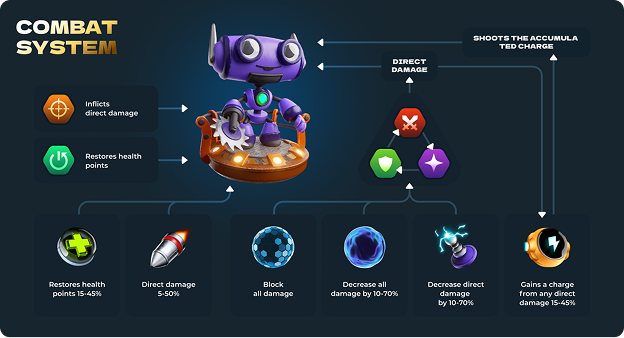 COMBAT
SYSTEM
SHOOTS THE ACCUMULA
TED CHARGE
DIRECT
DAMAGE
Inflicts
direct damage
Restores health
points
Restores health
points 15-45%
Direct damage
5-50%
Block
all damage
Decrease all
damage by 10-70%
Decrease direct
damage
by 10-70%
Gains a charge
from any direct
damage 15-45%